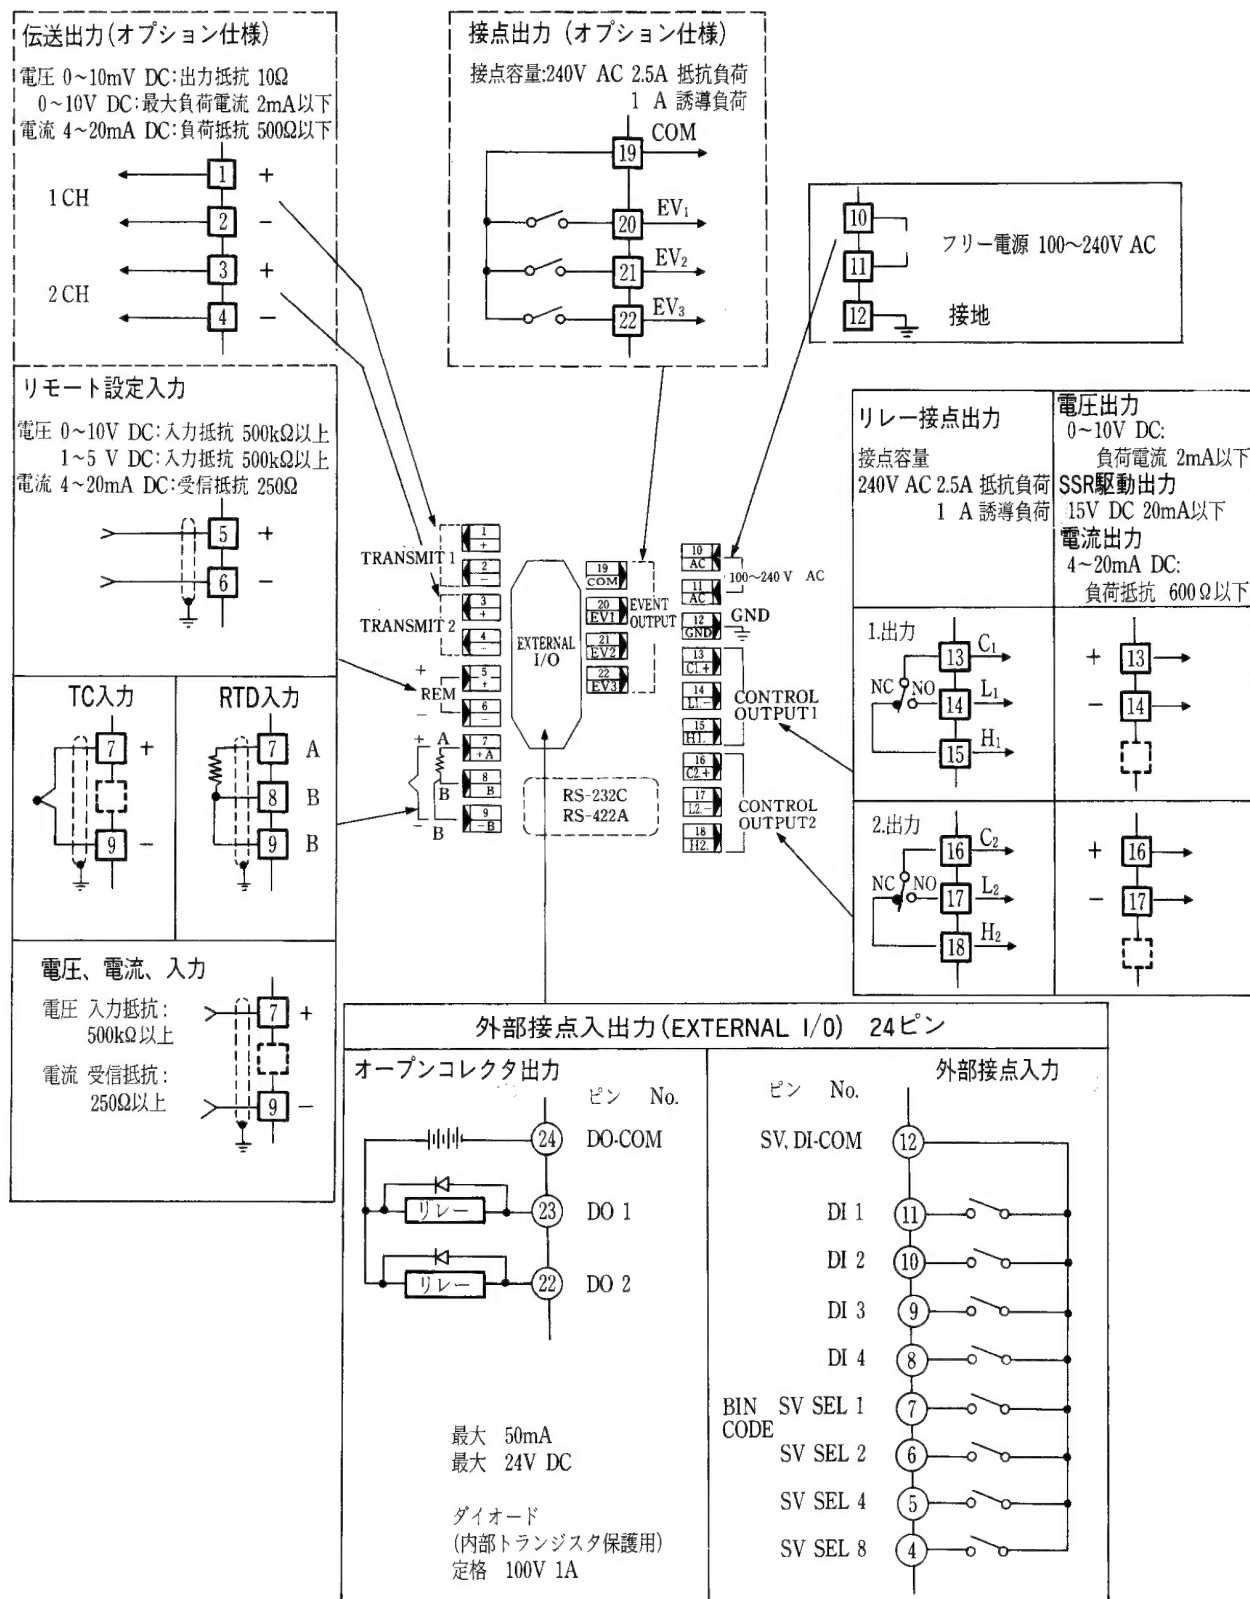 伝送出力(オプション仕様)
電圧 0~10mV DC:出力抵抗 10Ω
0~10V DC:最大負荷電流 2mA以下
電流 4~20mA DC:負荷抵抗 500Ω以下
1 CH
1 +
2 −
2 CH
3 +
4 −
接点出力 (オプション仕様)
接点容量:240V AC 2.5A 抵抗負荷
1 A 誘導負荷
COM
19
20 EV₁
21 EV₂
22 EV₃
10
11
フリー電源 100~240V AC
12 接地
リモート設定入力
電圧 0~10V DC:入力抵抗 500kΩ以上
1~5 V DC:入力抵抗 500kΩ以上
電流 4~20mA DC:受信抵抗 250Ω
5 +
6 −
TC入力
7 +
9 −
RTD入力
7 A
8 B
9 B
電圧、電流、入力
電圧 入力抵抗:
500kΩ以上
電流 受信抵抗:
250Ω以上
7 +
9 −
TRANSMIT 1
1
+
2
−
TRANSMIT 2
3
+
4
−
REM
+
−
5
+
6
−
+ A
7
+A
B
8
B
− B
9
−B
EXTERNAL
I/O
RS-232C
RS-422A
19
COM
20
EV1
21
EV2
22
EV3
EVENT
OUTPUT
10
AC
11
AC
100~240 V AC
12
GND
GND
13
C1.+
14
L1.−
15
H1.
CONTROL
OUTPUT1
16
C2.+
17
L2.−
18
H2.
CONTROL
OUTPUT2
リレー接点出力
接点容量
240V AC 2.5A 抵抗負荷
1 A 誘導負荷
電圧出力
0~10V DC:
負荷電流 2mA以下
SSR駆動出力
15V DC 20mA以下
電流出力
4~20mA DC:
負荷抵抗 600Ω以下
1.出力
13 C₁
NC NO
14 L₁
15 H₁
+ 13
− 14
2.出力
16 C₂
NC NO
17 L₂
18 H₂
+ 16
− 17
外部接点入出力(EXTERNAL I/O) 24ピン
オープンコレクタ出力
ピン No.
24 DO-COM
リレー 23 DO 1
リレー 22 DO 2
最大 50mA
最大 24V DC
ダイオード
(内部トランジスタ保護用)
定格 100V 1A
外部接点入力
ピン No.
SV, DI-COM 12
DI 1 11
DI 2 10
DI 3 9
DI 4 8
BIN
CODE
SV SEL 1 7
SV SEL 2 6
SV SEL 4 5
SV SEL 8 4